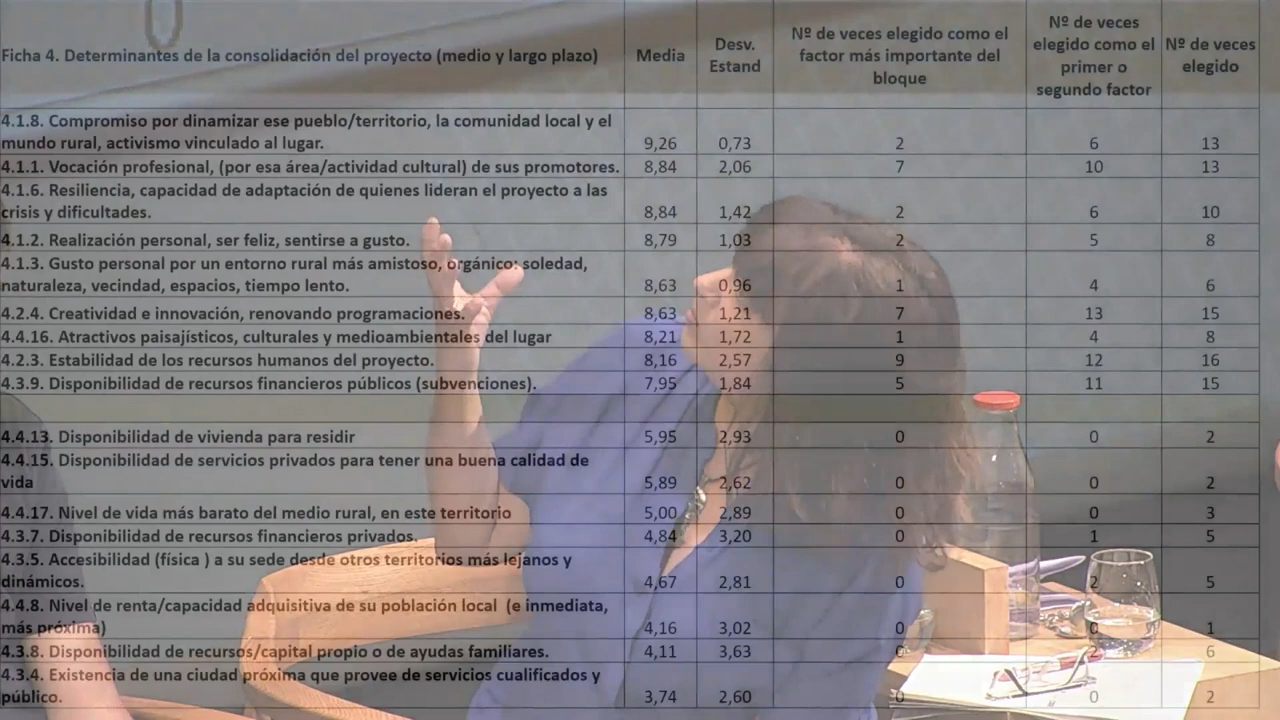 Ficha 4. Determinantes de la consolidación del proyecto (medio y largo plazo) Media Desv. Estand Nº de veces elegido como el factor más importante del bloque Nº de veces elegido como el primer o segundo factor Nº de veces elegido
4.1.8. Compromiso por dinamizar ese pueblo/territorio, la comunidad local y el
mundo rural, activismo vinculado al lugar. 9,26 0,73 2 6 13
4.1.1. Vocación profesional, (por esa área/actividad cultural) de sus promotores. 8,84 2,06 7 10 13
4.1.6. Resiliencia, capacidad de adaptación de quienes lideran el proyecto a las
crisis y dificultades. 8,84 1,42 2 6 10
4.1.2. Realización personal, ser feliz, sentirse a gusto. 8,79 1,03 2 5 8
4.1.3. Gusto personal por un entorno rural más amistoso, orgánico: soledad,
naturaleza, vecindad, espacios, tiempo lento. 8,63 0,96 1 4 6
4.2.4. Creatividad e innovación, renovando programaciones. 8,63 1,21 7 13 15
4.4.16. Atractivos paisajísticos, culturales y medioambientales del lugar 8,21 1,72 1 4 8
4.2.3. Estabilidad de los recursos humanos del proyecto. 8,16 2,57 9 12 16
4.3.9. Disponibilidad de recursos financieros públicos (subvenciones). 7,95 1,84 5 11 15
4.4.13. Disponibilidad de vivienda para residir 5,95 2,93 0 0 2
4.4.15. Disponibilidad de servicios privados para tener una buena calidad de
vida 5,89 2,62 0 0 2
4.4.17. Nivel de vida más barato del medio rural, en este territorio 5,00 2,89 0 0 3
4.3.7. Disponibilidad de recursos financieros privados. 4,84 3,20 0 1 5
4.3.5. Accesibilidad (física ) a su sede desde otros territorios más lejanos y
dinámicos. 4,67 2,81 0 2 5
4.4.8. Nivel de renta/capacidad adquisitiva de su población local (e inmediata,
más próxima) 4,16 3,02 0 0 1
4.3.8. Disponibilidad de recursos/capital propio o de ayudas familiares. 4,11 3,63 0 2 6
4.3.4. Existencia de una ciudad próxima que provee de servicios cualificados y
público. 3,74 2,60 0 0 2